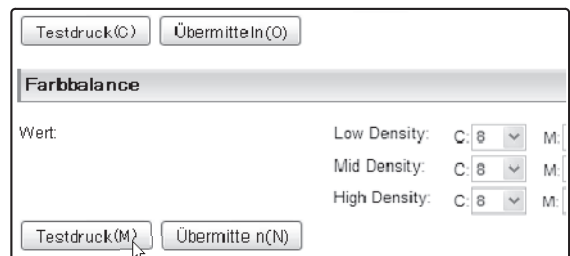 Testdruck(C) Übermitteln(O)
Farbbalance
Wert: Low Density: C: 8 M:
Mid Density: C: 8 M:
High Density: C: 8 M:
Testdruck(M) Übermitte n(N)